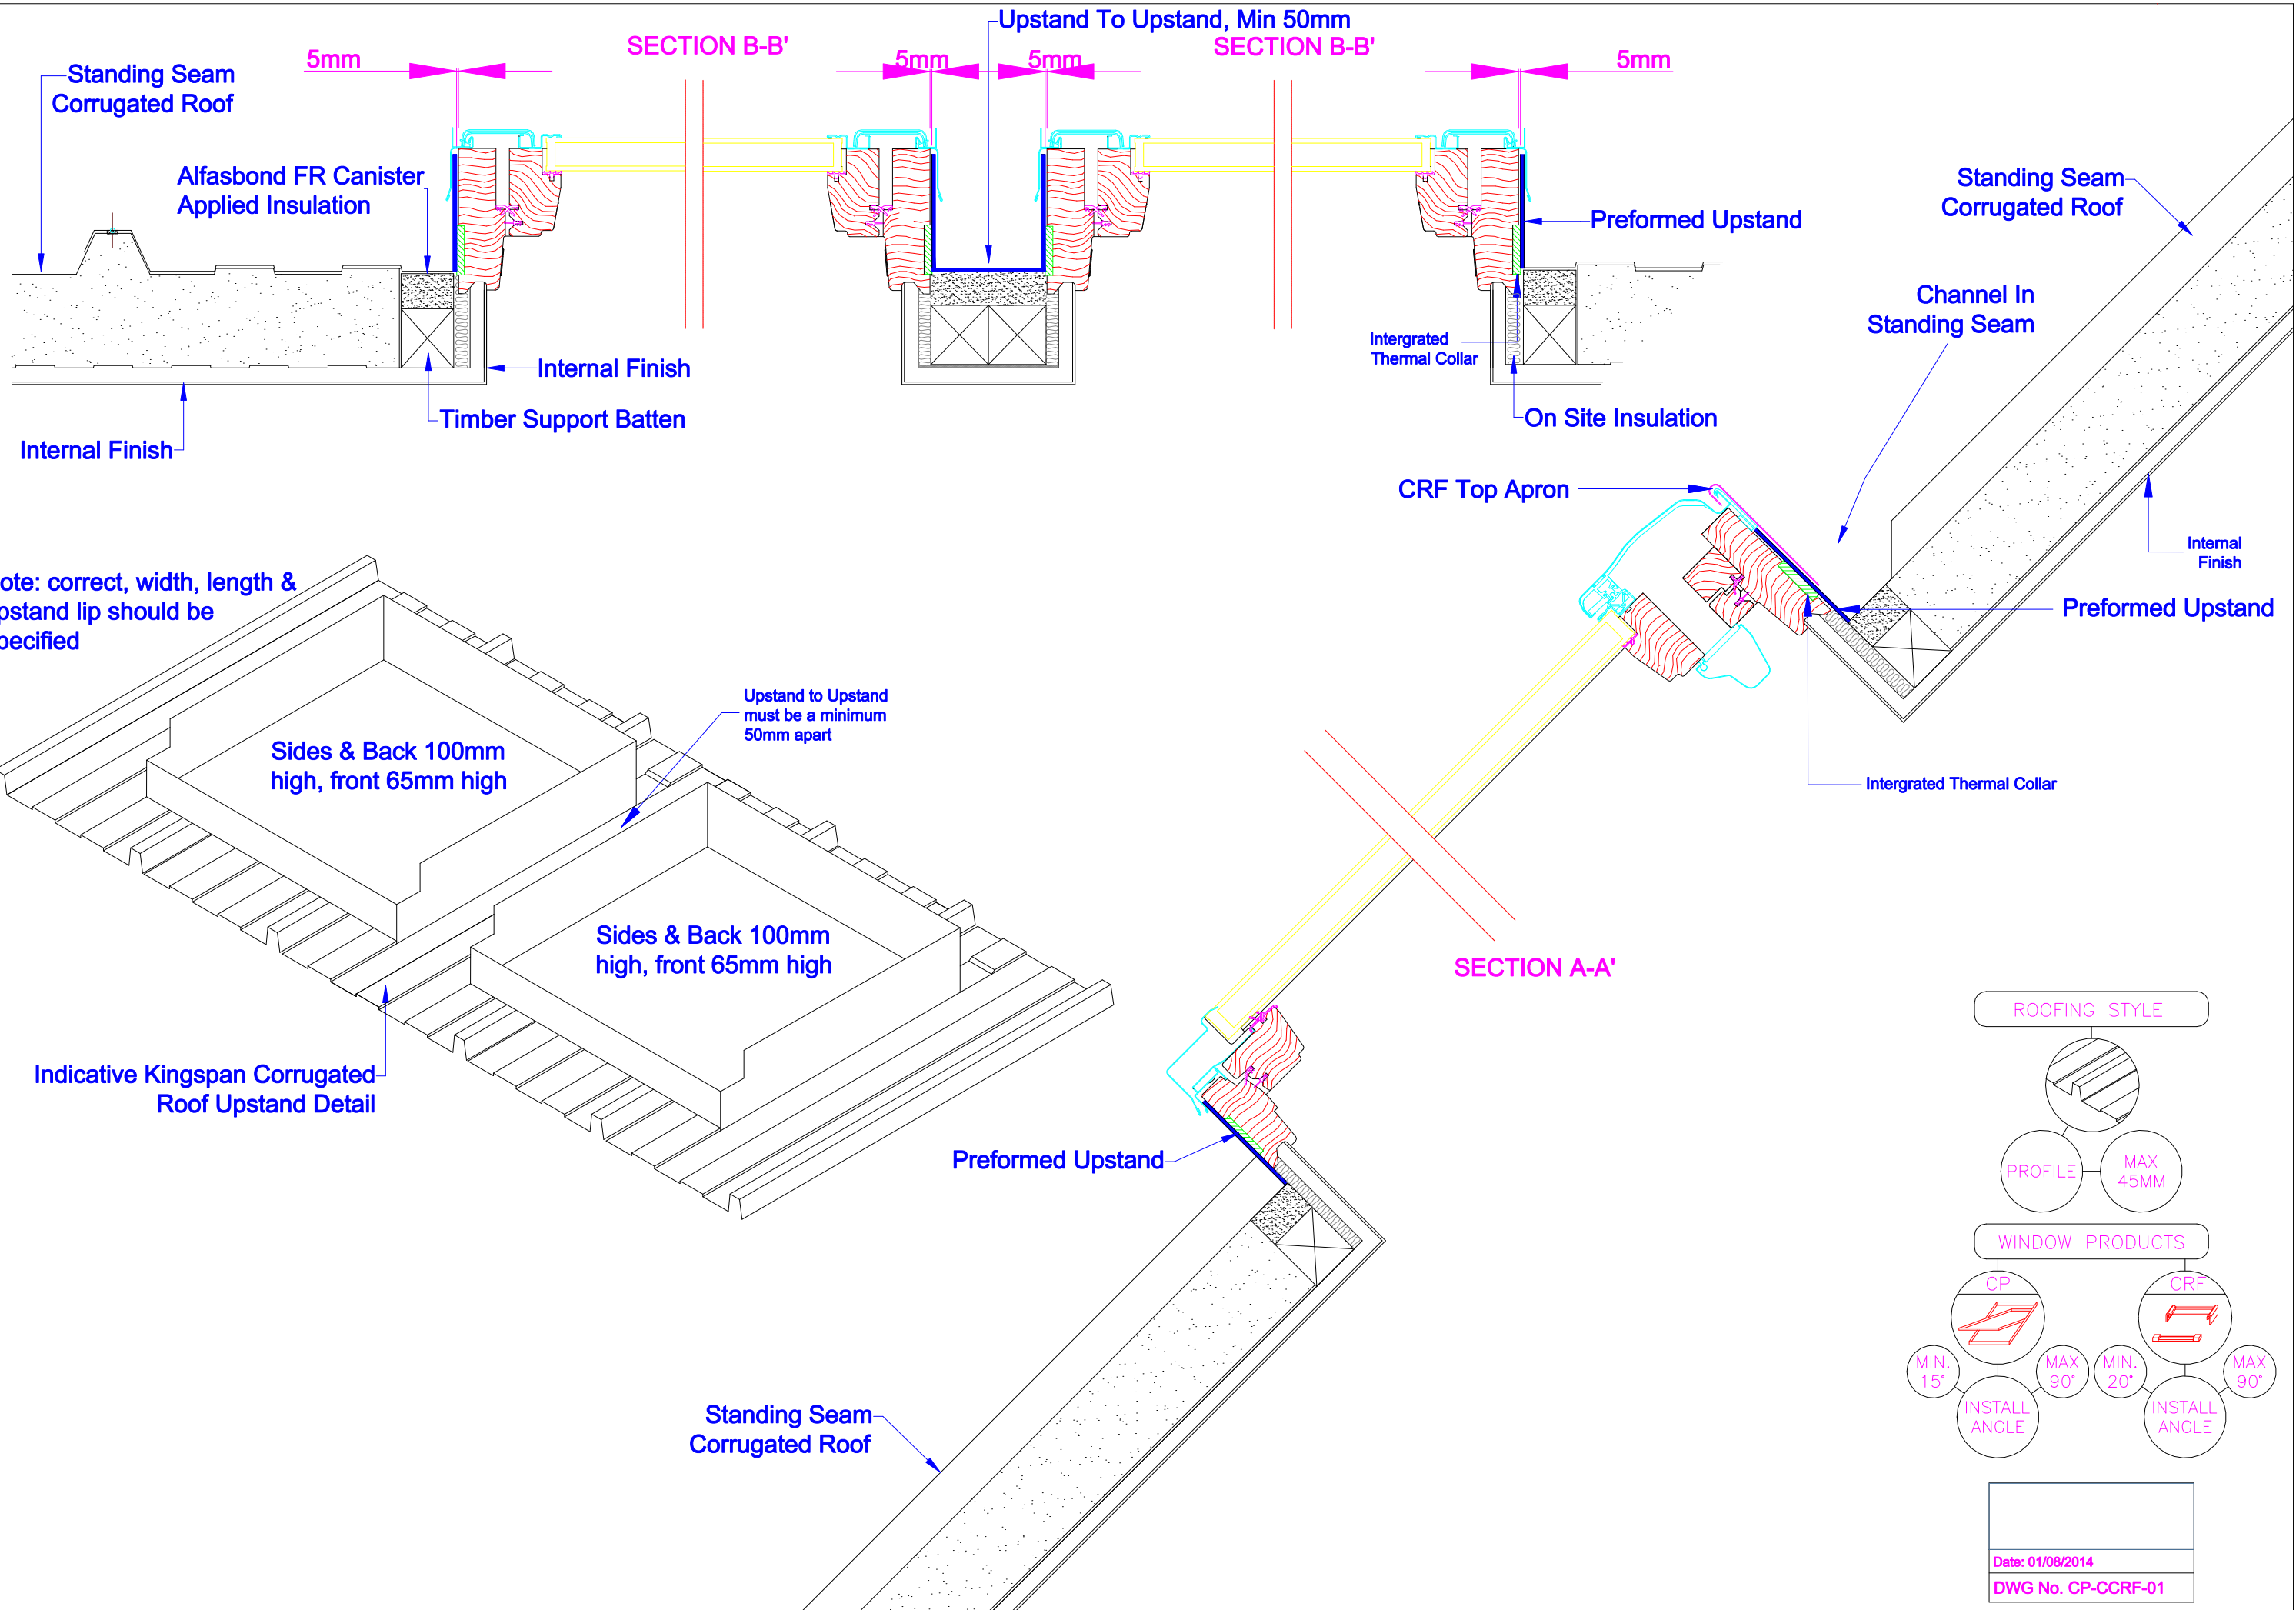 Upstand To Upstand, Min 50mm
SECTION B-B'
SECTION B-B'
5mm
5mm
5mm
5mm
Standing Seam
Corrugated Roof
Alfasbond FR Canister
Applied Insulation
Internal Finish
Timber Support Batten
Internal Finish
Preformed Upstand
Intergrated
Thermal Collar
On Site Insulation
Standing Seam
Corrugated Roof
Channel In
Standing Seam
CRF Top Apron
Internal
Finish
Preformed Upstand
Intergrated Thermal Collar
ote: correct, width, length &
pstand lip should be
pecified
Upstand to Upstand
must be a minimum
50mm apart
Sides & Back 100mm
high, front 65mm high
Sides & Back 100mm
high, front 65mm high
Indicative Kingspan Corrugated
Roof Upstand Detail
SECTION A-A'
Preformed Upstand
Standing Seam
Corrugated Roof
ROOFING STYLE
PROFILE
MAX
45MM
WINDOW PRODUCTS
CP
CRF
MIN.
15°
MAX
90°
MIN.
20°
MAX
90°
INSTALL
ANGLE
INSTALL
ANGLE
Date: 01/08/2014
DWG No. CP-CCRF-01